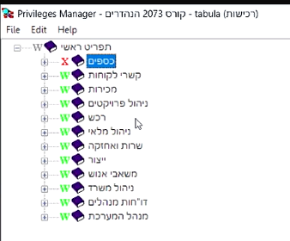 Privileges Manager - קורס 2073 הנהדרים - tabula (רכישות)
File Edit Help
W תפריט ראשי
X כספים
W קשרי לקוחות
W מכירות
W ניהול פרויקטים
W רכש
W ניהול מלאי
W שרות ואחזקה
W ייצור
W משאבי אנוש
W ניהול משרד
W דו"חות מנהלים
W מנהל המערכת